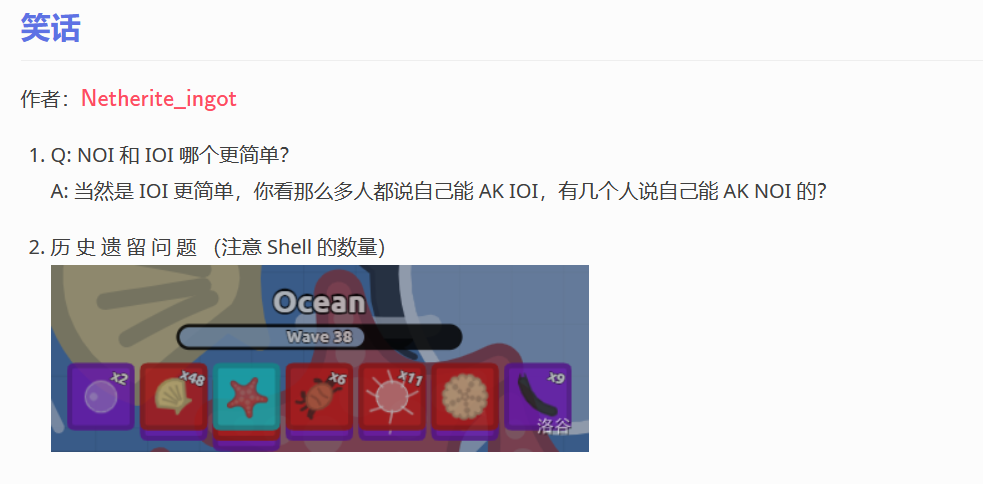 笑话
作者：Netherite_ingot
1. Q: NOI 和 IOI 哪个更简单？
A: 当然是 IOI 更简单，你看那么多人都说自己能 AK IOI，有几个人说自己能 AK NOI 的？
2. 历 史 遗 留 问 题 (注意 Shell 的数量)
Ocean
Wave 38
x2 x48 x6 x11 x9
洛谷